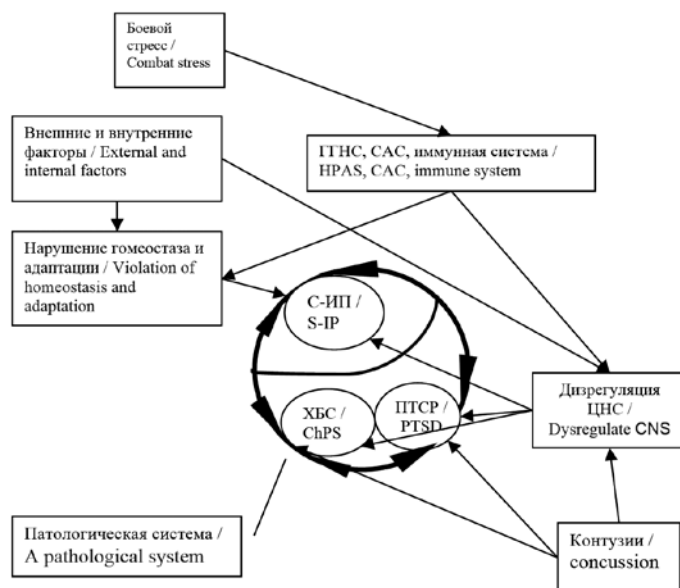 Боевой
стресс /
Combat stress
Внешние и внутренние
факторы / External and
internal factors
ГГНС, САС, иммунная система /
HPAS, CAC, immune system
Нарушение гомеостаза и
адаптации / Violation of
homeostasis and
adaptation
С-ИП /
S-IP
ХБС /
ChPS
ПТСР /
PTSD
Дизрегуляция
ЦНС /
Dysregulate CNS
Патологическая система /
A pathological system
Контузии /
concussion